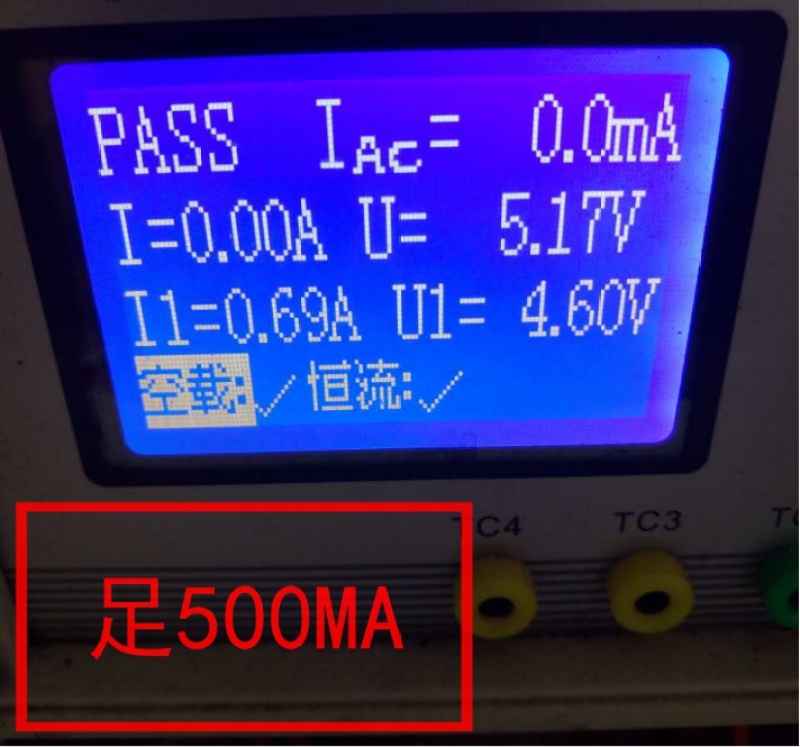 PASS IAC= 0.0mA
I=0.00A U= 5.17V
I1=0.69A U1= 4.60V
空载:✓ 恒流:✓
TC4 TC3 TC
足500MA